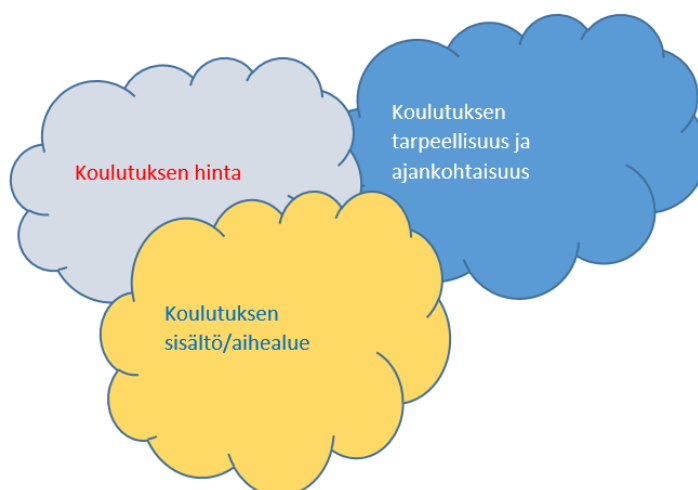 Koulutuksen hinta
Koulutuksen
tarpeellisuus ja
ajankohtaisuus
Koulutuksen
sisältö/aihealue